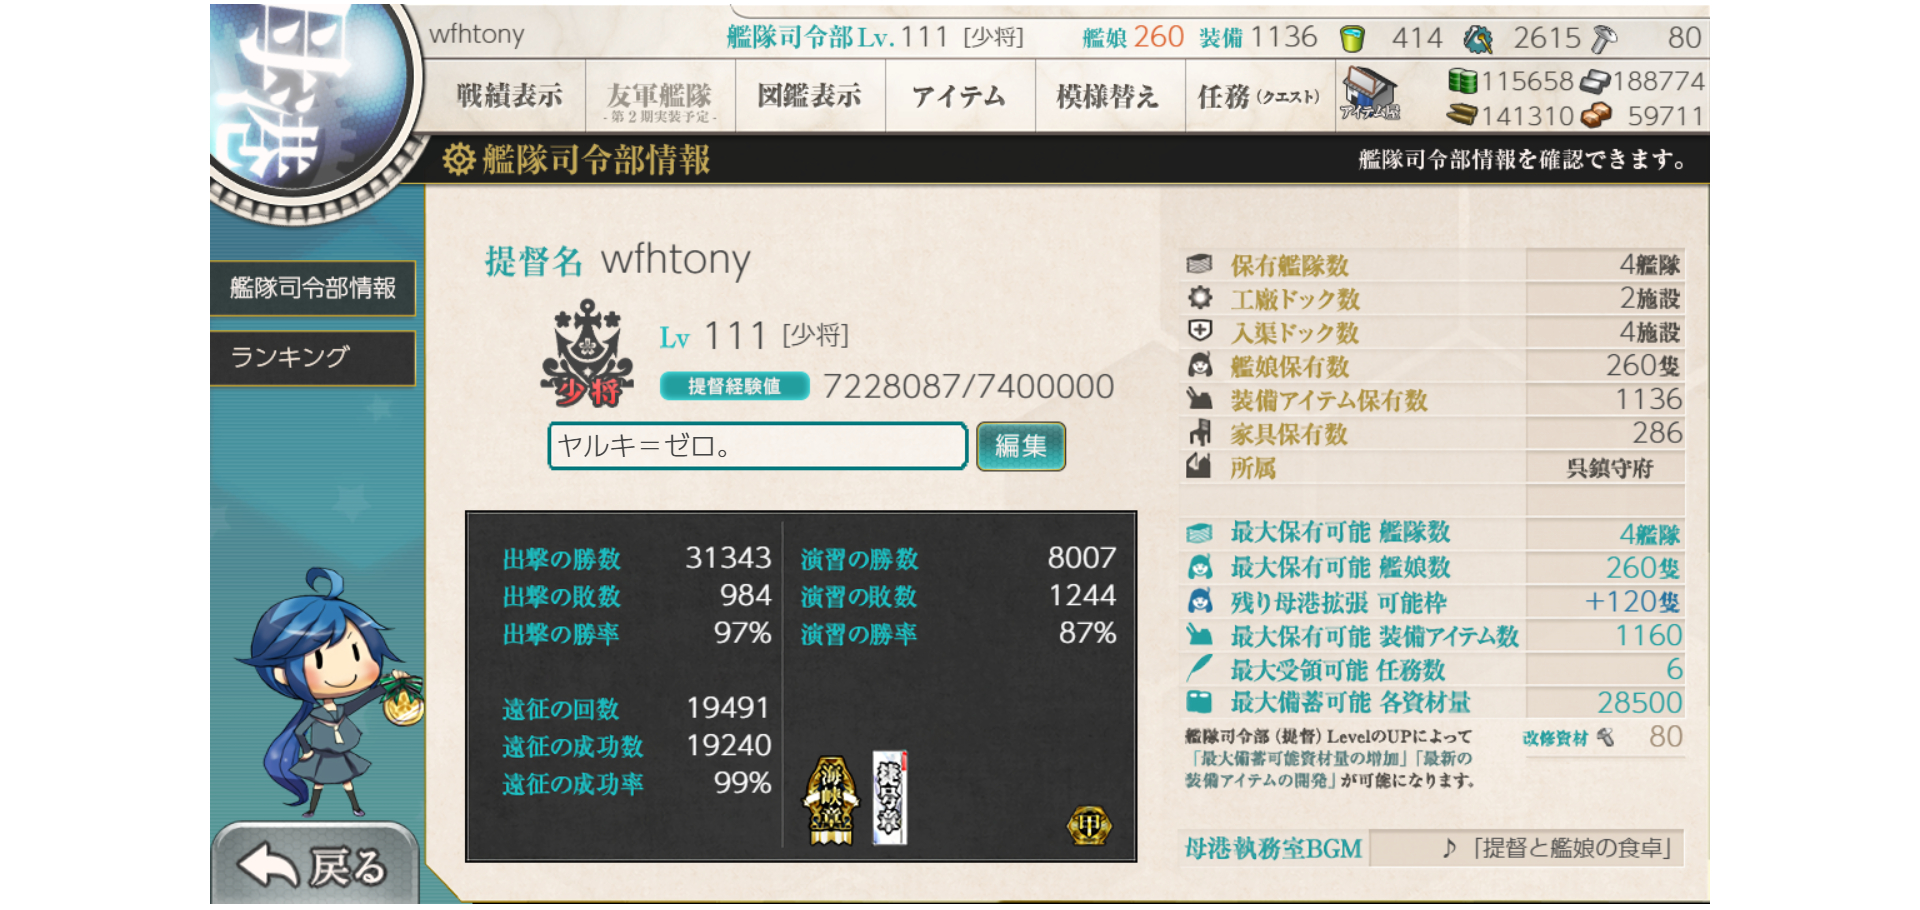 母港
wfhtony
艦隊司令部Lv.111 [少将]
艦娘 260 装備 1136 414 2615 80
戦績表示
友軍艦隊
-第2期実装予定-
図鑑表示
アイテム
模様替え
任務(クエスト)
アイテム屋
115658 188774
141310 59711
艦隊司令部情報
艦隊司令部情報を確認できます。
艦隊司令部情報
ランキング
戻る
提督名 wfhtony
少将
Lv 111 [少将]
提督経験値 7228087/7400000
ヤルキ＝ゼロ。
編集
出撃の勝数 31343
出撃の敗数 984
出撃の勝率 97%
演習の勝数 8007
演習の敗数 1244
演習の勝率 87%
遠征の回数 19491
遠征の成功数 19240
遠征の成功率 99%
海峡章
甲
保有艦隊数 4艦隊
工廠ドック数 2施設
入渠ドック数 4施設
艦娘保有数 260隻
装備アイテム保有数 1136
家具保有数 286
所属 呉鎮守府
最大保有可能 艦隊数 4艦隊
最大保有可能 艦娘数 260隻
残り母港拡張 可能枠 +120隻
最大保有可能 装備アイテム数 1160
最大受領可能 任務数 6
最大備蓄可能 各資材量 28500
艦隊司令部(提督)LevelのUPによって
「最大備蓄可能資材量の増加」「最新の
装備アイテムの開発」が可能になります。
改修資材 80
母港執務室BGM ♪「提督と艦娘の食卓」